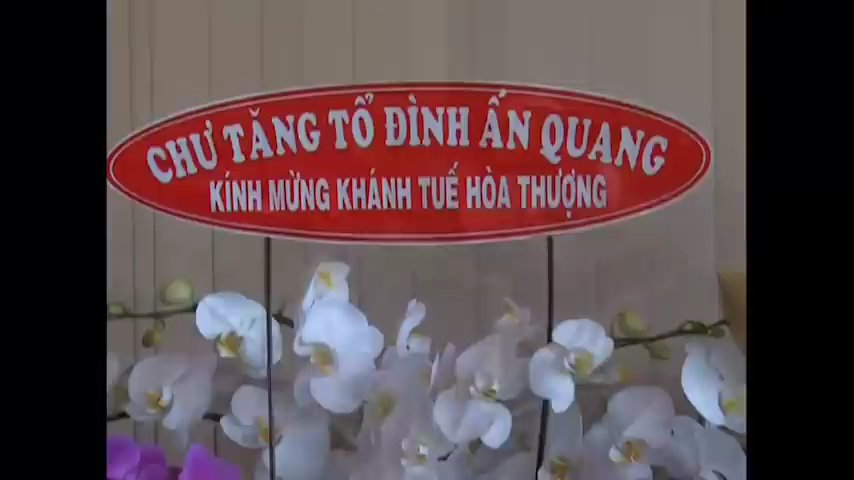 CHƯ TĂNG TỔ ĐÌNH ẤN QUANG
KÍNH MỪNG KHÁNH TUẾ HÒA THƯỢNG